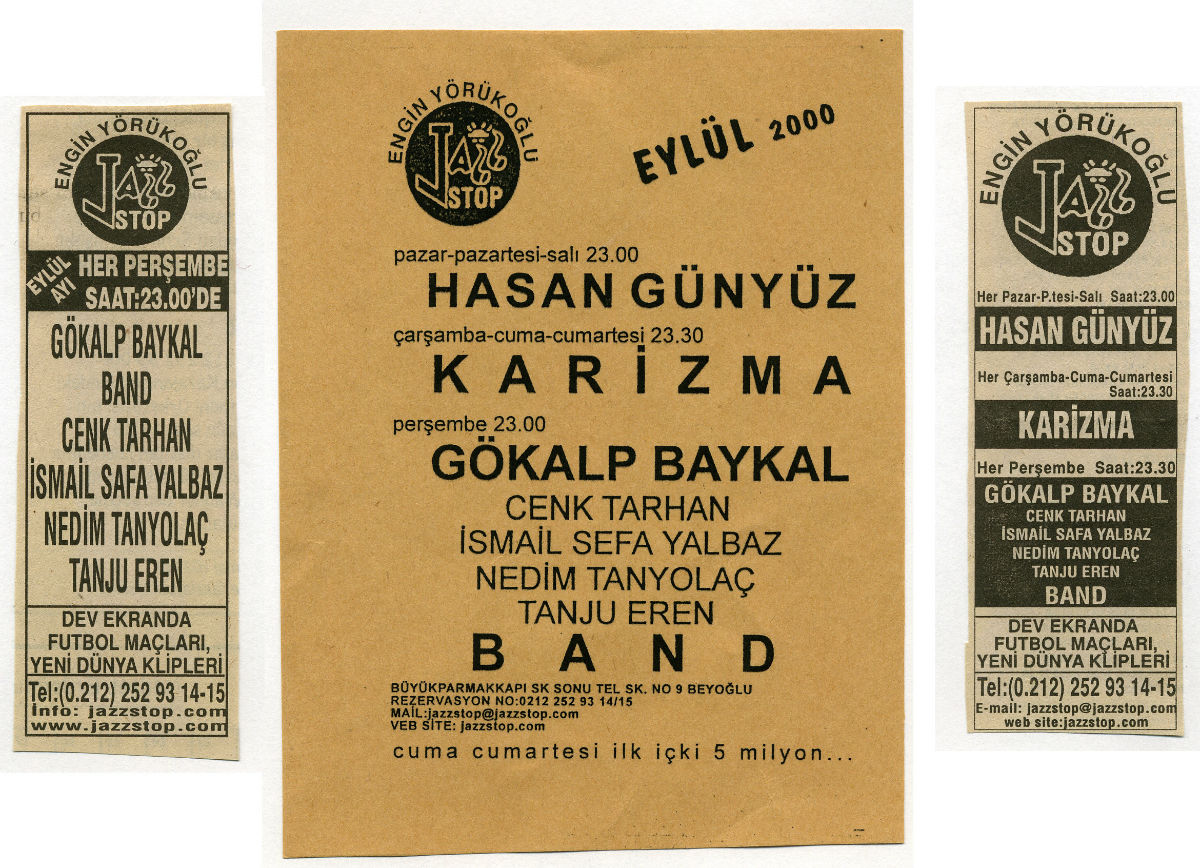 ENGİN YÖRÜKOĞLU
JAZZ
STOP
EYLÜL
AYI
HER PERŞEMBE
SAAT:23.00'DE
GÖKALP BAYKAL
BAND
CENK TARHAN
İSMAİL SAFA YALBAZ
NEDİM TANYOLAÇ
TANJU EREN
DEV EKRANDA
FUTBOL MAÇLARI,
YENİ DÜNYA KLİPLERİ
Tel:(0.212) 252 93 14-15
İnfo: jazzstop.com
www.jazzstop.com
ENGİN YÖRÜKOĞLU
JAZZ
STOP
EYLÜL 2000
pazar-pazartesi-salı 23.00
HASAN GÜNYÜZ
çarşamba-cuma-cumartesi 23.30
KARİZMA
perşembe 23.00
GÖKALP BAYKAL
CENK TARHAN
İSMAİL SEFA YALBAZ
NEDİM TANYOLAÇ
TANJU EREN
BAND
BÜYÜKPARMAKKAPI SK SONU TEL SK. NO 9 BEYOĞLU
REZERVASYON NO:0212 252 93 14/15
MAİL:jazzstop@jazzstop.com
VEB SİTE: jazzstop.com
cuma cumartesi ilk içki 5 milyon...
ENGİN YÖRÜKOĞLU
JAZZ
STOP
Her Pazar-P.tesi-Salı Saat:23.00
HASAN GÜNYÜZ
Her Çarşamba-Cuma-Cumartesi
Saat:23.30
KARİZMA
Her Perşembe Saat:23.30
GÖKALP BAYKAL
CENK TARHAN
İSMAİL SAFA YALBAZ
NEDİM TANYOLAÇ
TANJU EREN
BAND
DEV EKRANDA
FUTBOL MAÇLARI,
YENİ DÜNYA KLİPLERİ
Tel:(0.212) 252 93 14-15
E-mail: jazzstop@jazzstop.com
web site:jazzstop.com